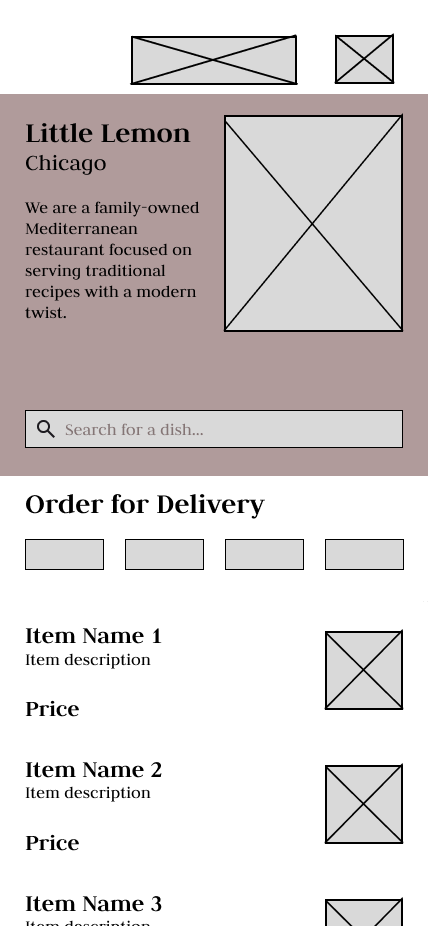 Little Lemon
Chicago
We are a family-owned
Mediterranean
restaurant focused on
serving traditional
recipes with a modern
twist.
Search for a dish...
Order for Delivery
Item Name 1
Item description
Price
Item Name 2
Item description
Price
Item Name 3
Item description